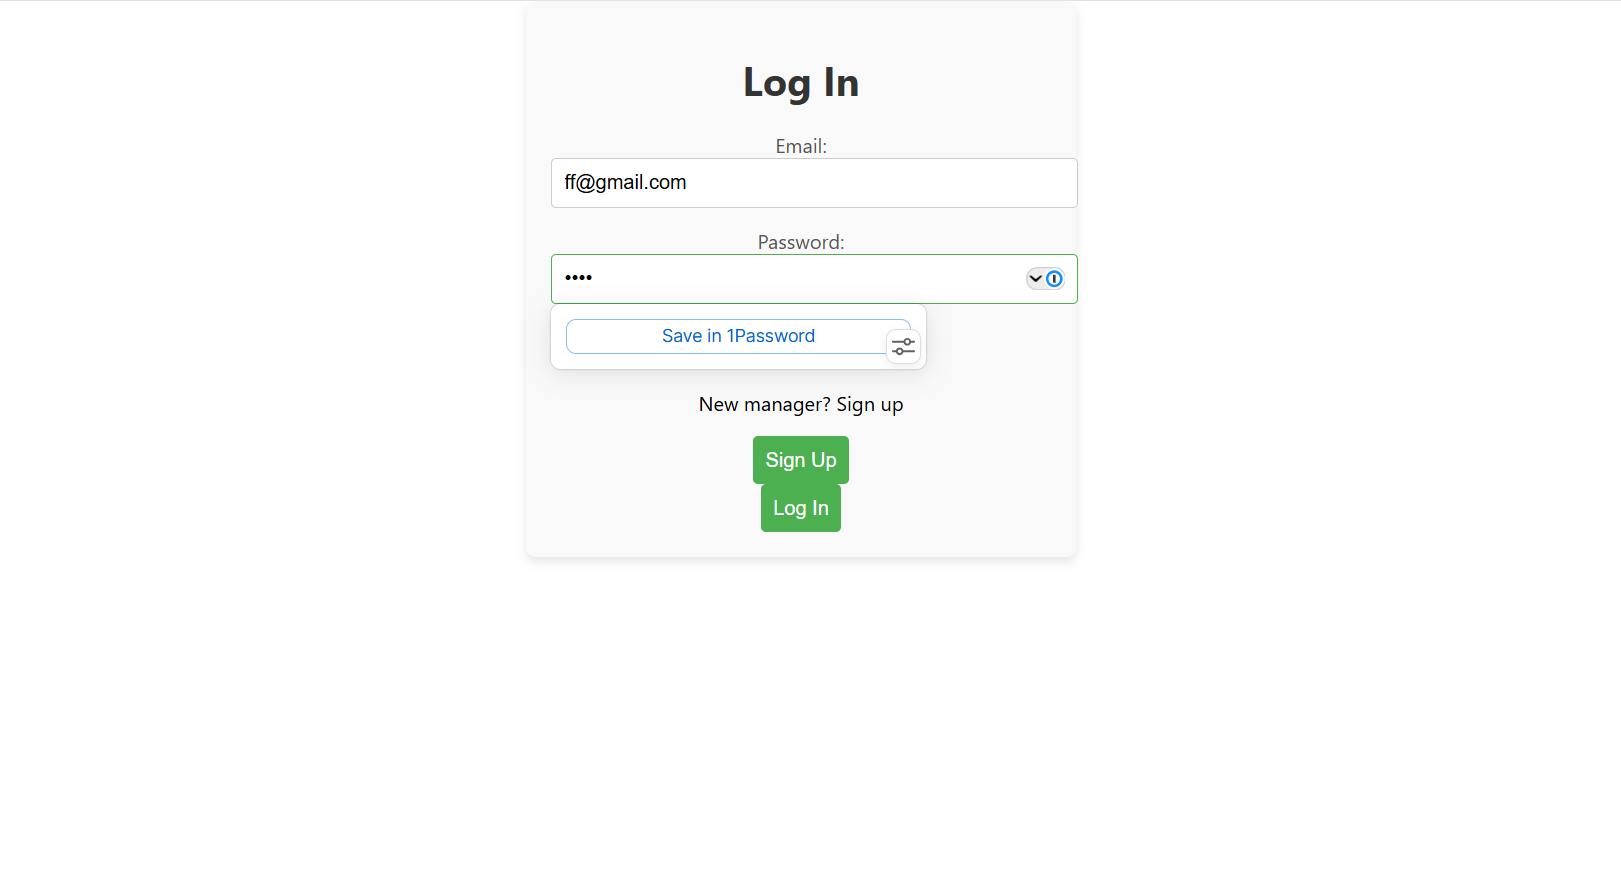 Log In
Email:
ff@gmail.com
Password:
••••
Save in 1Password
New manager? Sign up
Sign Up
Log In